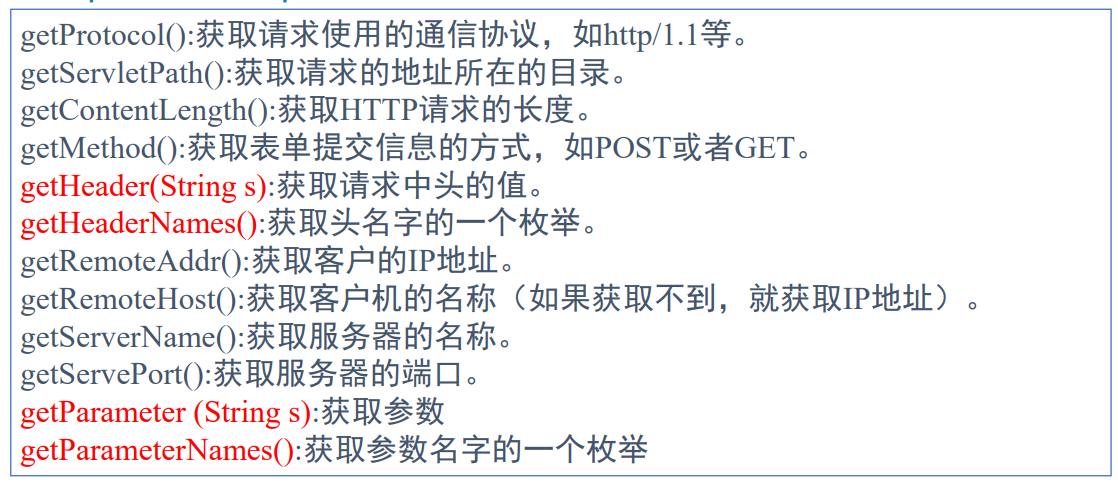 getProtocol():获取请求使用的通信协议，如http/1.1等。
getServletPath():获取请求的地址所在的目录。
getContentLength():获取HTTP请求的长度。
getMethod():获取表单提交信息的方式，如POST或者GET。
getHeader(String s):获取请求中头的值。
getHeaderNames():获取头名字的一个枚举。
getRemoteAddr():获取客户的IP地址。
getRemoteHost():获取客户机的名称（如果获取不到，就获取IP地址）。
getServerName():获取服务器的名称。
getServePort():获取服务器的端口。
getParameter (String s):获取参数
getParameterNames():获取参数名字的一个枚举